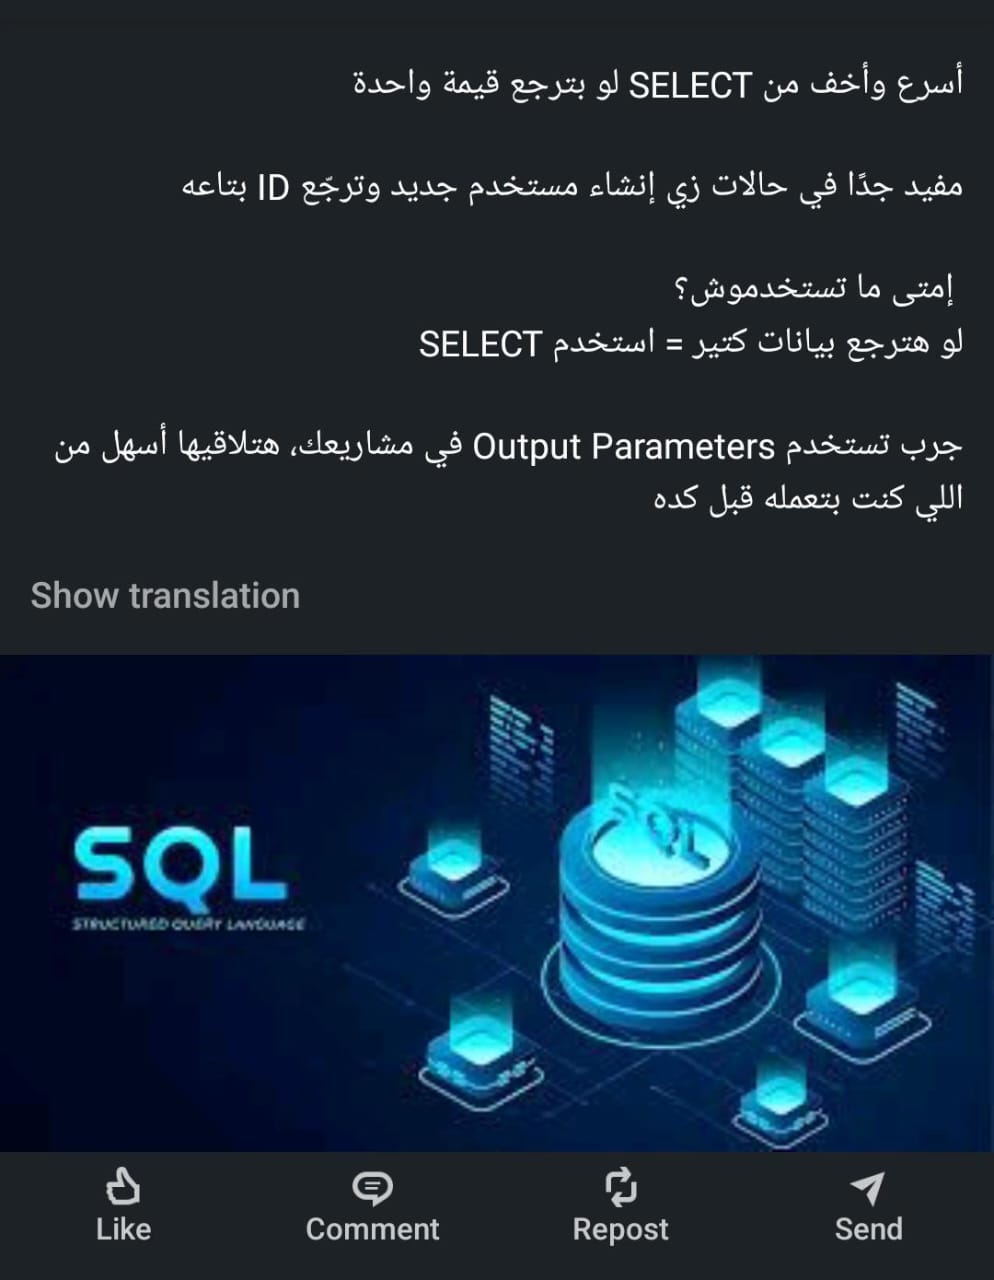 أسرع وأخف من SELECT لو بترجع قيمة واحدة
مفيد جدًا في حالات زي إنشاء مستخدم جديد وترجّع ID بتاعه
إمتى ما تستخدموش؟
لو هترجع بيانات كتير = استخدم SELECT
جرب تستخدم Output Parameters في مشاريعك، هتلاقيها أسهل من
اللي كنت بتعمله قبل كده
Show translation
SQL
SQL
STRUCTURED QUERY LANGUAGE
Like
Comment
Repost
Send